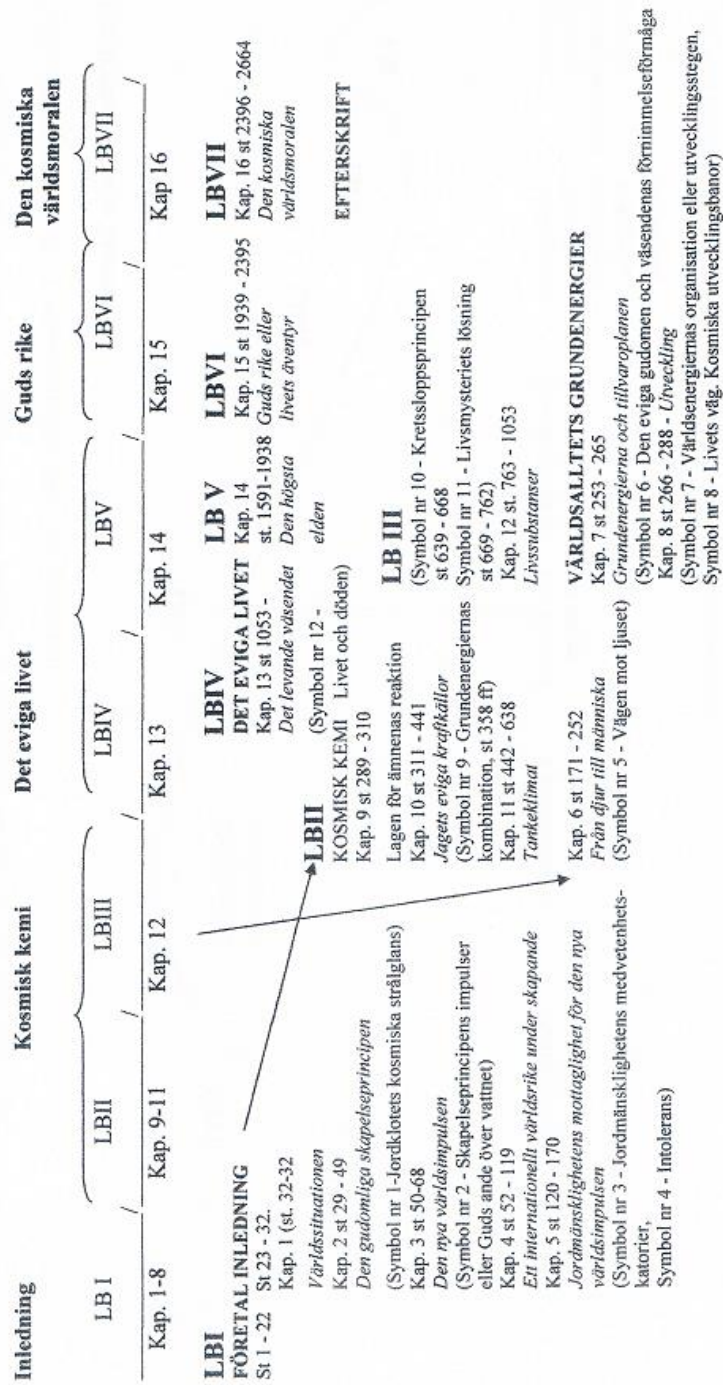 Inledning
Kosmisk kemi
Det eviga livet
Guds rike
Den kosmiska
världsmoralen
LB I
LBII
LBIII
LBIV
LBV
LBVI
LBVII
Kap. 1-8
Kap. 9-11
Kap. 12
Kap. 13
Kap. 14
Kap. 15
Kap 16
LBI
FÖRETAL INLEDNING
St 1 - 22 St 23 - 32.
Kap. 1 (st. 32-32
Världssituationen
Kap. 2 st 29 - 49
Den gudomliga skapelseprincipen
(Symbol nr 1-Jordklotets kosmiska strålglans)
Kap. 3 st 50-68
Den nya världsimpulsen
(Symbol nr 2 - Skapelseprincipens impulser
eller Guds ande över vattnet)
Kap. 4 st 52 - 119
Ett internationellt världsrike under skapande
Kap. 5 st 120 - 170
Jordmänsklighetens mottaglighet för den nya
världsimpulsen
(Symbol nr 3 - Jordmänsklighetens medvetenhets-
katorier,
Symbol nr 4 - Intolerans)
LBII
KOSMISK KEMI
Kap. 9 st 289 - 310
Lagen för ämnenas reaktion
Kap. 10 st 311 - 441
Jagets eviga kraftkällor
(Symbol nr 9 - Grundenergiernas
kombination, st 358 ff)
Kap. 11 st 442 - 638
Tankeklimat
Kap. 6 st 171 - 252
Från djur till människa
(Symbol nr 5 - Vägen mot ljuset)
LBIV
DET EVIGA LIVET
Kap. 13 st 1053 -
Det levande väsendet
(Symbol nr 12 -
Livet och döden)
LB V
Kap. 14
st. 1591-1938
Den högsta
elden
LB III
(Symbol nr 10 - Kretssloppsprincipen
st 639 - 668
Symbol nr 11 - Livsmysteriets lösning
st 669 - 762)
Kap. 12 st. 763 - 1053
Livssubstanser
VÄRLDSALLTETS GRUNDENERGIER
Kap. 7 st 253 - 265
Grundenergierna och tillvaroplanen
(Symbol nr 6 - Den eviga gudomen och väsendenas förnimmelseförmåga
Kap. 8 st 266 - 288 - Utveckling
(Symbol nr 7 - Världsenergiernas organisation eller utvecklingsstegen,
Symbol nr 8 - Livets väg. Kosmiska utvecklingsbanor)
LBVI
Kap. 15 st 1939 - 2395
Guds rike eller
livets äventyr
LBVII
Kap. 16 st 2396 - 2664
Den kosmiska
världsmoralen
EFTERSKRIFT